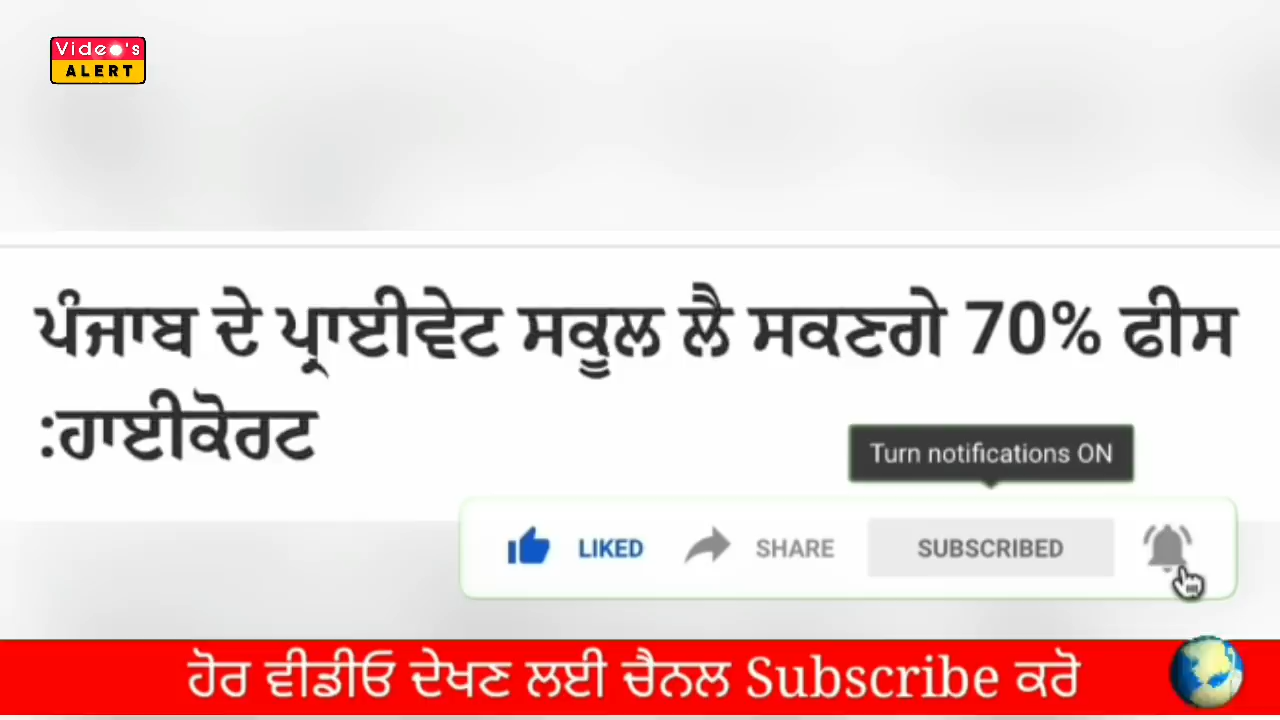 Video's
ALERT
ਪੰਜਾਬ ਦੇ ਪ੍ਰਾਈਵੇਟ ਸਕੂਲ ਲੈ ਸਕਣਗੇ 70% ਫੀਸ
:ਹਾਈਕੋਰਟ
Turn notifications ON
LIKED SHARE SUBSCRIBED
ਹੋਰ ਵੀਡੀਓ ਦੇਖਣ ਲਈ ਚੈਨਲ Subscribe ਕਰੋ